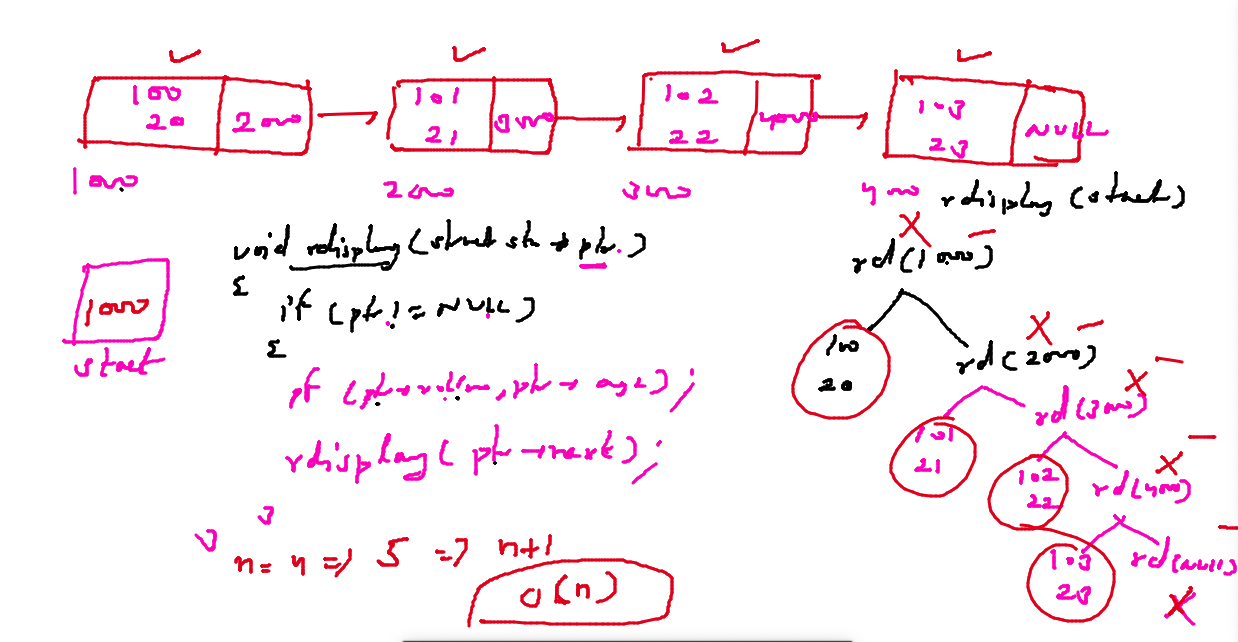 100
20
2000
101
21
3000
102
22
4000
103
23
NULL
1000
2000
3000
4000
rdisplay (start)
void rdisplay (struct st * ptr)
{
if (ptr != NULL)
{
pf (ptr→rollno, ptr→age);
rdisplay( ptr→next);
}
}
1000
start
n = 4 => 5 => n+1
O(n)
rd(1000)
100
20
rd(2000)
101
21
rd(3000)
102
22
rd(4000)
103
23
rd(NULL)